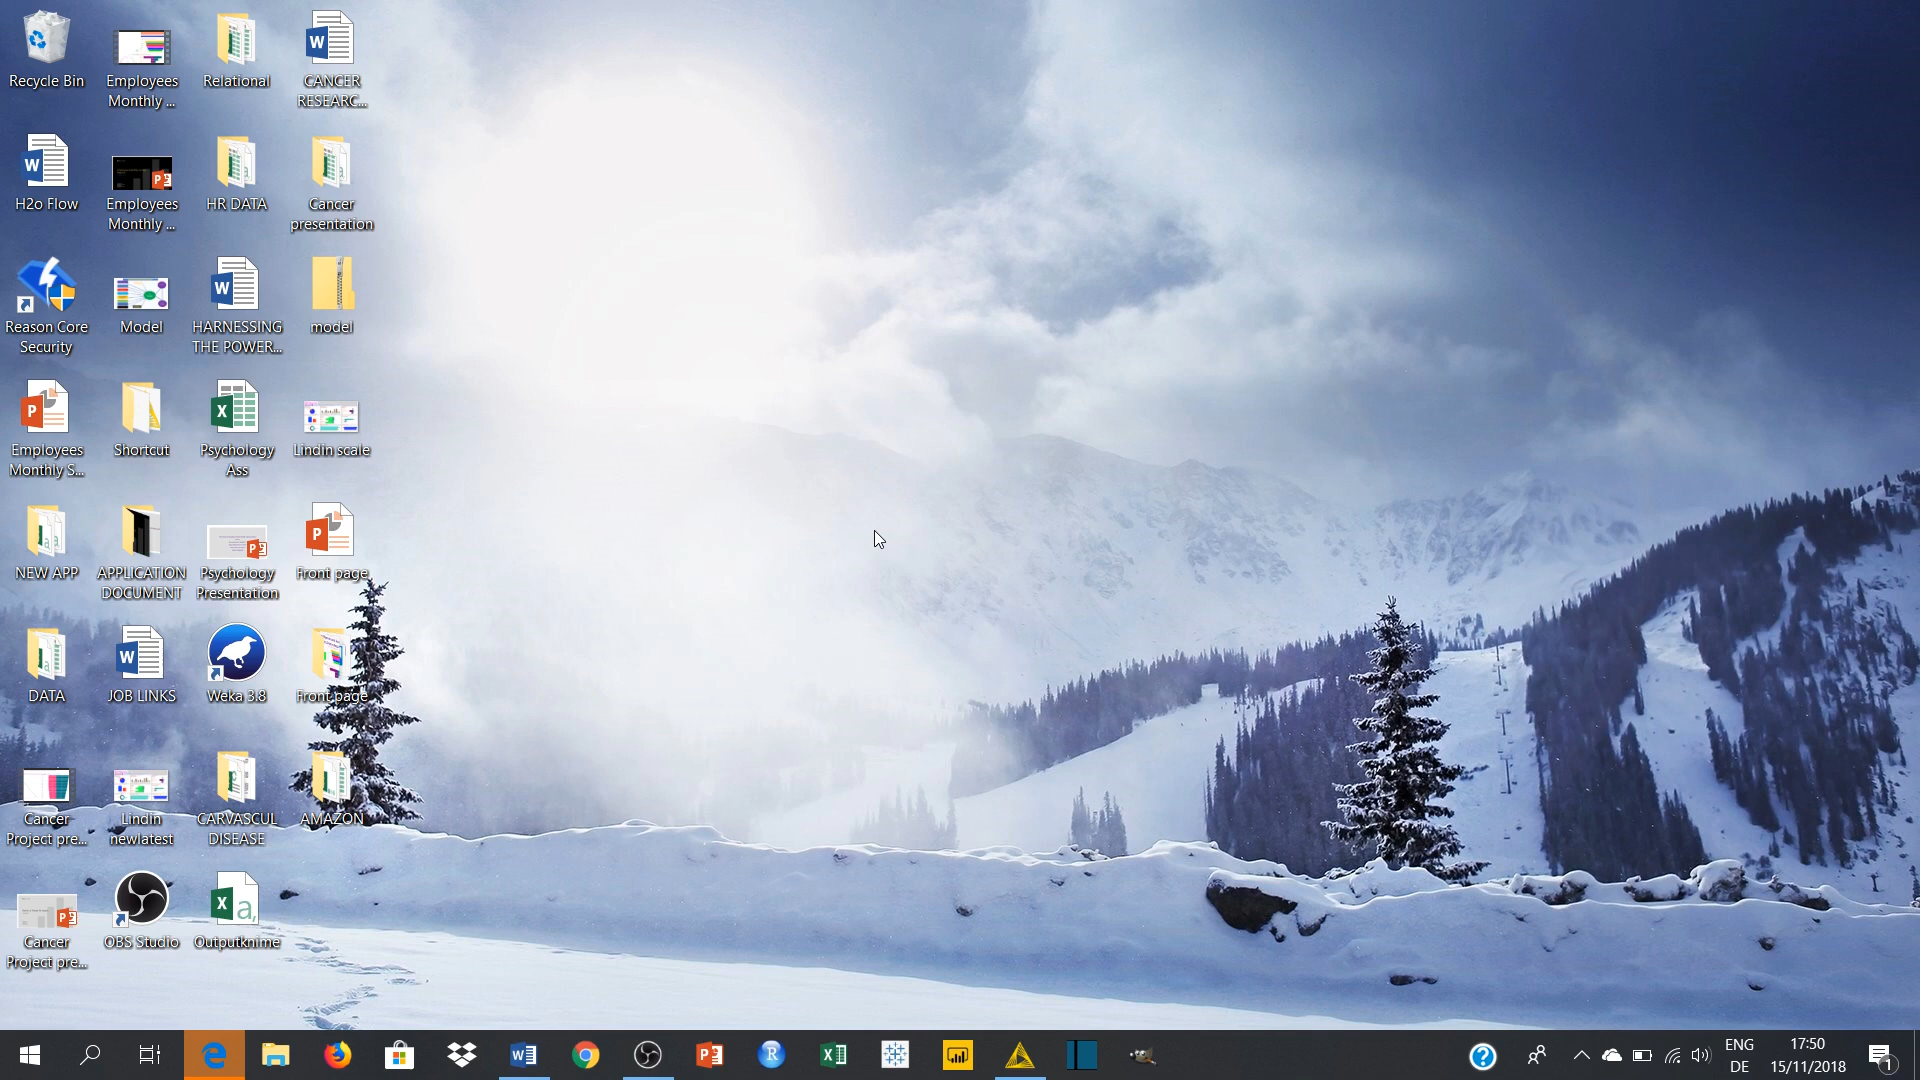 Recycle Bin
Employees
Monthly ...
Relational
CANCER
RESEARC...
H2o Flow
Employees
Monthly ...
HR DATA
Cancer
presentation
Reason Core
Security
Model
HARNESSING
THE POWER...
model
Employees
Monthly S...
Shortcut
Psychology
Ass
Lindin scale
NEW APP
APPLICATION
DOCUMENT
Psychology
Presentation
Front page
DATA
JOB LINKS
Weka 3.8
Front page
Cancer
Project pre...
Lindin
newlatest
CARVASCUL
DISEASE
AMAZON
Cancer
Project pre...
OBS Studio
Outputknime
ENG
DE
17:50
15/11/2018
1